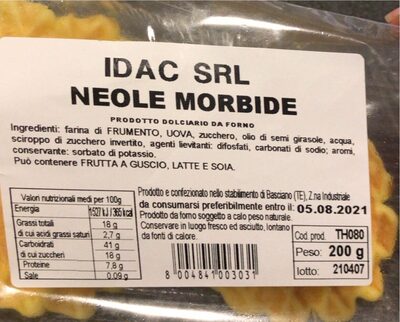 IDAC SRL
NEOLE MORBIDE
PRODOTTO DOLCIARIO DA FORNO
Ingredienti: farina di FRUMENTO, UOVA, zucchero, olio di semi girasole, acqua,
sciroppo di zucchero invertito, agenti lievitanti: difosfati, carbonati di sodio; aromi,
conservante: sorbato di potassio.
Può contenere FRUTTA A GUSCIO, LATTE E SOIA.
Valori nutrizionali medi per 100g
Energia 1527 kJ / 365 kcal
Grassi totali 18 g
di cui acidi grassi saturi 2,7 g
Carboidrati 41 g
di cui zuccheri 18 g
Proteine 7,8 g
Sale 0,09 g
Prodotto e confezionato nello stabilimento di Basciano (TE), Z.na Industriale
da consumarsi preferibilmente entro il: 05.08.2021
Prodotto da forno soggetto a calo peso naturale.
Conservare in luogo fresco ed asciutto, lontano
da fonti di calore.
Cod. prod. TH080
Peso: 200 g
lotto: 210407
8 004841 003031